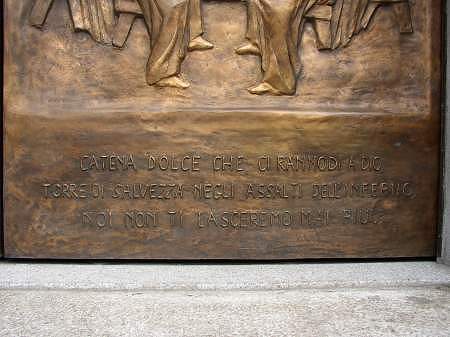 CATENA DOLCE CHE CI RANNODI A DIO
TORRE DI SALVEZZA NEGLI ASSALTI DELL'INFERNO
NOI NON TI LASCEREMO MAI PIÙ